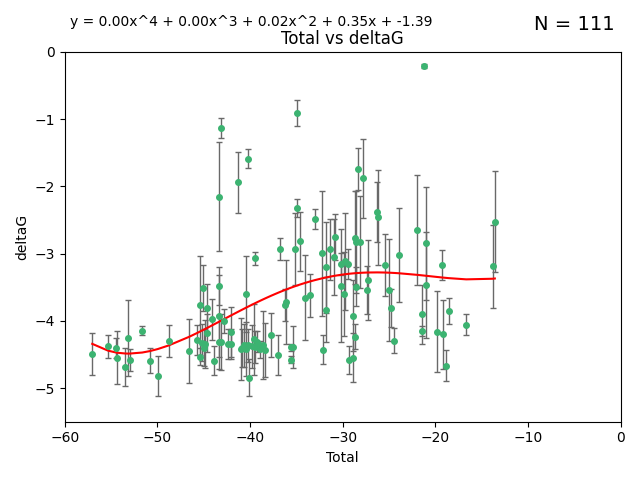 y = 0.00x^4 + 0.00x^3 + 0.02x^2 + 0.35x + -1.39
N = 111
Total vs deltaG
0
−1
−2
−3
−4
−5
deltaG
−60 −50 −40 −30 −20 −10 0
Total